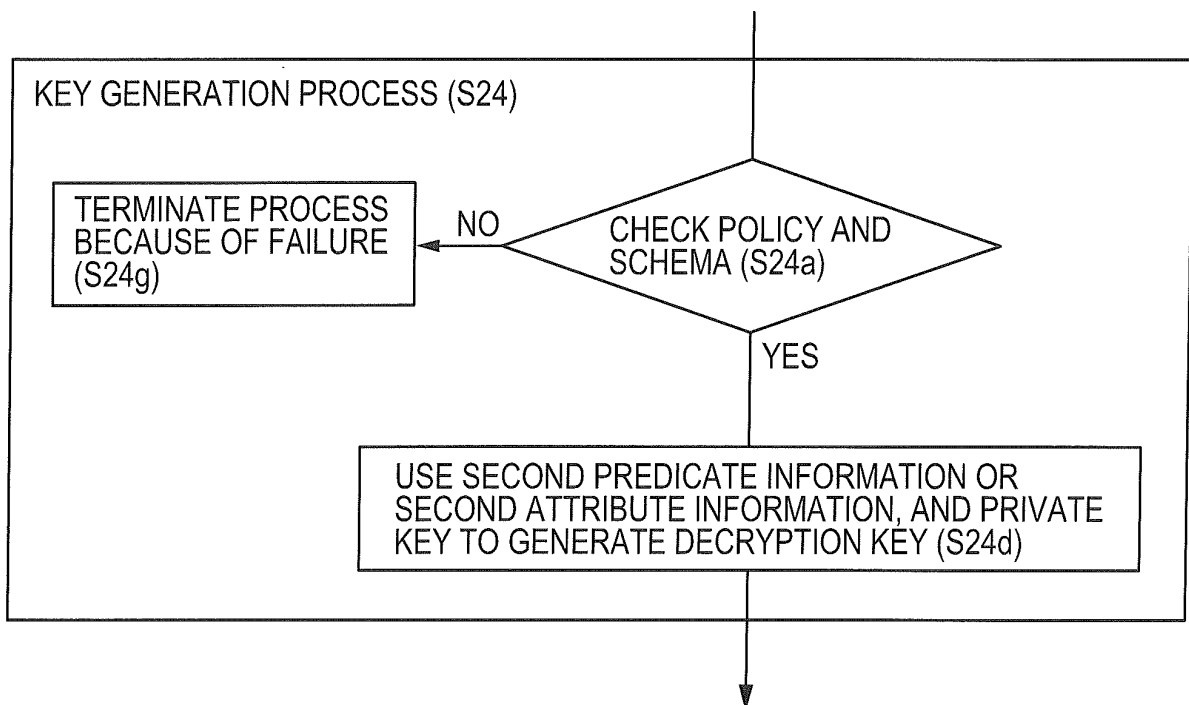 KEY GENERATION PROCESS (S24)
TERMINATE PROCESS
BECAUSE OF FAILURE
(S24g)
NO
CHECK POLICY AND
SCHEMA (S24a)
YES
USE SECOND PREDICATE INFORMATION OR
SECOND ATTRIBUTE INFORMATION, AND PRIVATE
KEY TO GENERATE DECRYPTION KEY (S24d)